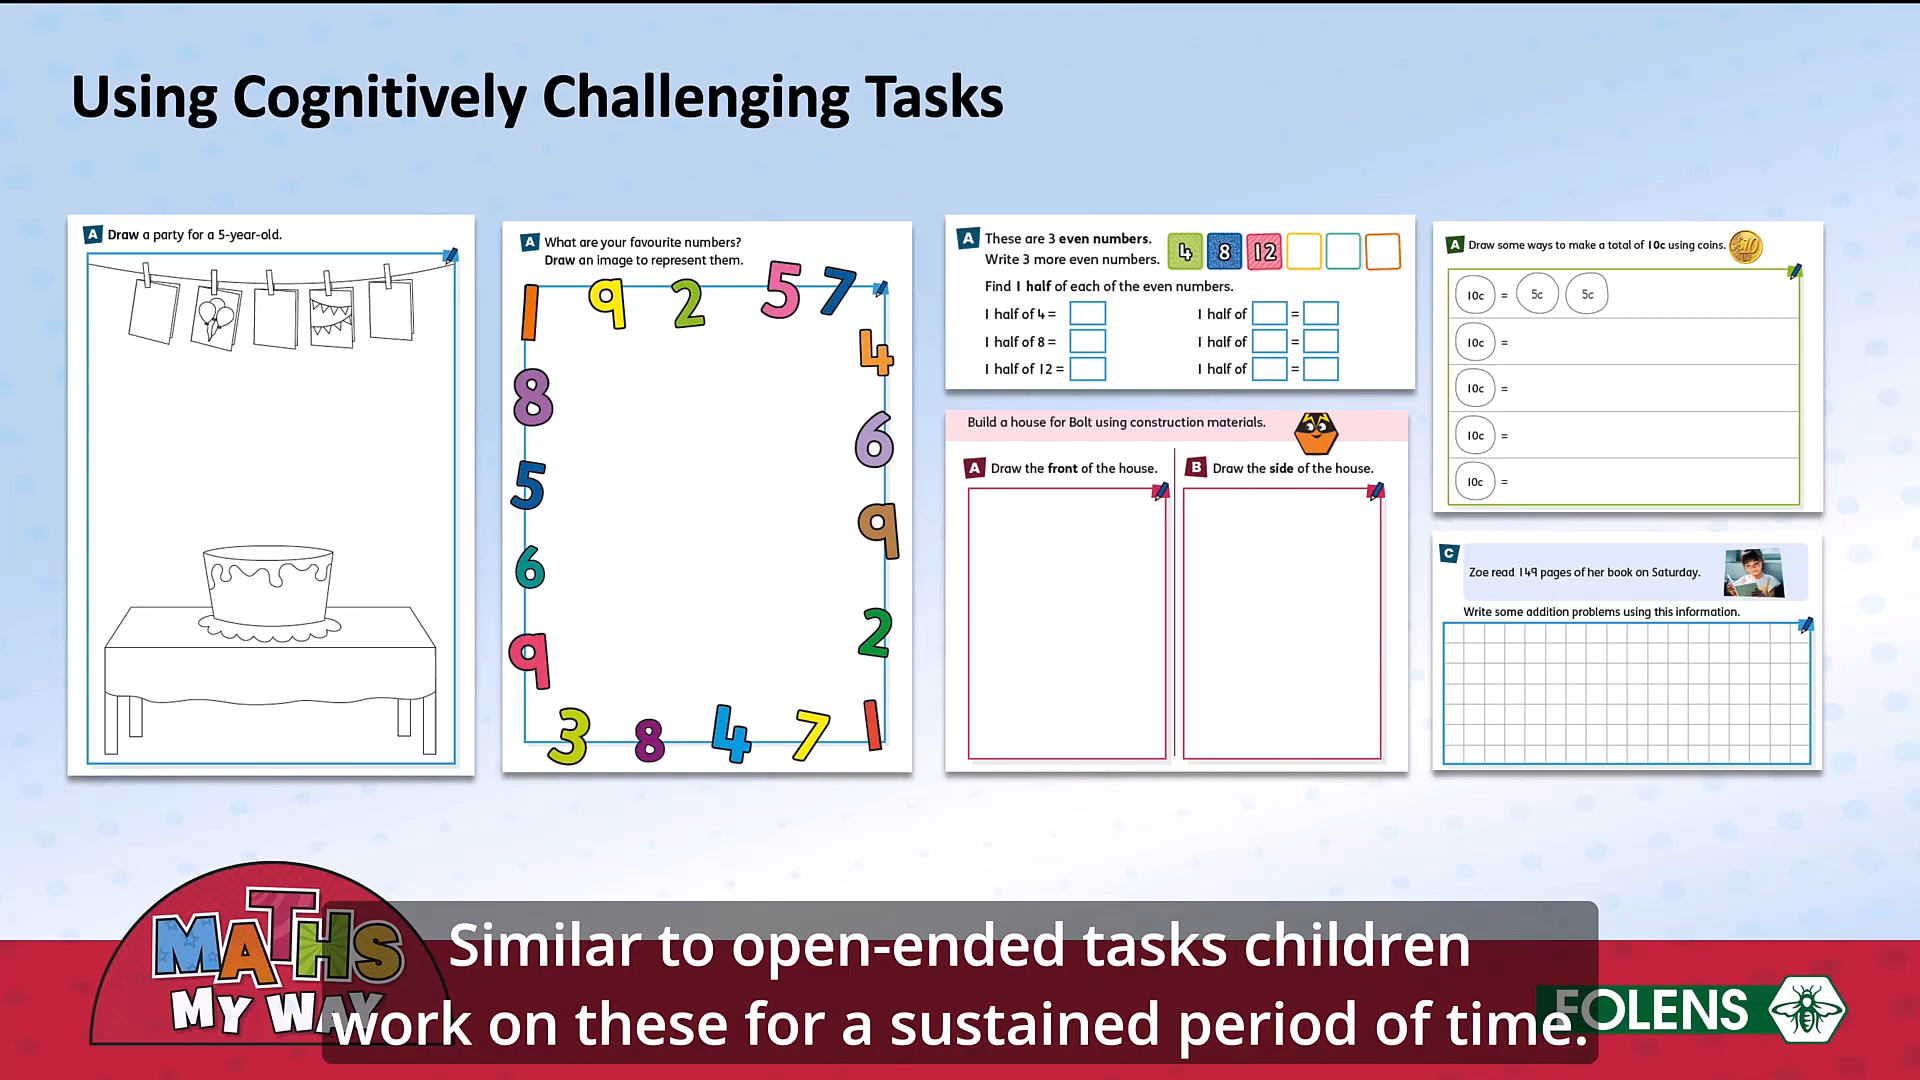 Using Cognitively Challenging Tasks
A Draw a party for a 5-year-old.
A What are your favourite numbers?
Draw an image to represent them.
1 9 2 5 7
4
8
6
5
9
6
2
9
3 8 4 7 1
A These are 3 even numbers. 4 8 12
Write 3 more even numbers.
Find 1 half of each of the even numbers.
1 half of 4 = 1 half of =
1 half of 8 = 1 half of =
1 half of 12 = 1 half of =
Build a house for Bolt using construction materials.
A Draw the front of the house. B Draw the side of the house.
A Draw some ways to make a total of 10c using coins. 10
10c = 5c 5c
10c =
10c =
10c =
10c =
C
Zoe read 149 pages of her book on Saturday.
Write some addition problems using this information.
MATHS
MY WAY
Similar to open-ended tasks children
work on these for a sustained period of time.
FOLENS